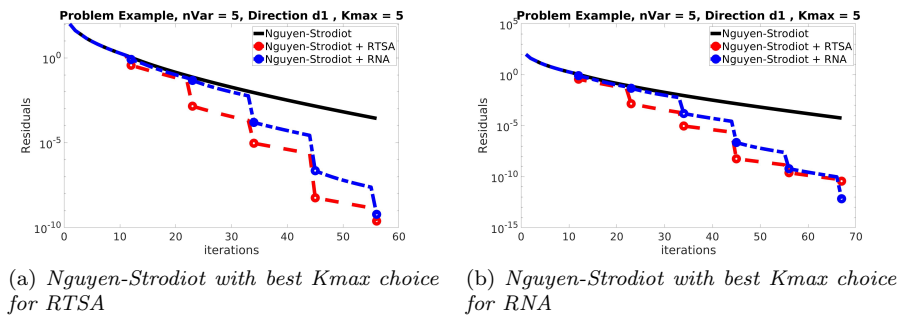 Problem Example, nVar = 5, Direction d1 , Kmax = 5
Nguyen-Strodiot
Nguyen-Strodiot + RTSA
Nguyen-Strodiot + RNA
Residuals
10^0
10^-5
10^-10
0 10 20 30 40 50 60
iterations
(a) Nguyen-Strodiot with best Kmax choice
for RTSA
Problem Example, nVar = 5, Direction d1 , Kmax = 5
Nguyen-Strodiot
Nguyen-Strodiot + RTSA
Nguyen-Strodiot + RNA
Residuals
10^5
10^0
10^-5
10^-10
10^-15
0 10 20 30 40 50 60 70
iterations
(b) Nguyen-Strodiot with best Kmax choice
for RNA